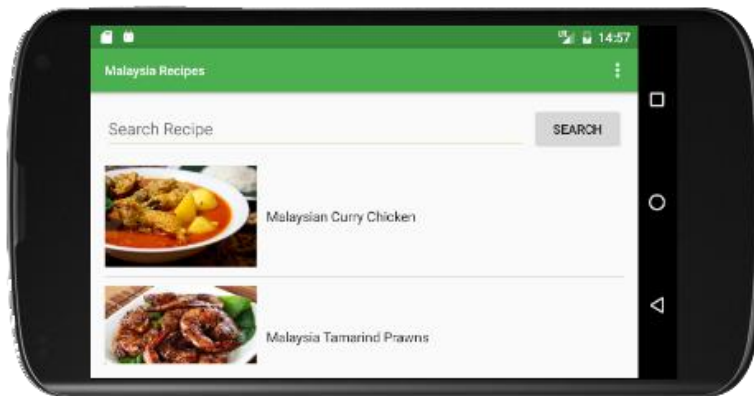 14:57
Malaysia Recipes
Search Recipe
SEARCH
Malaysian Curry Chicken
Malaysia Tamarind Prawns